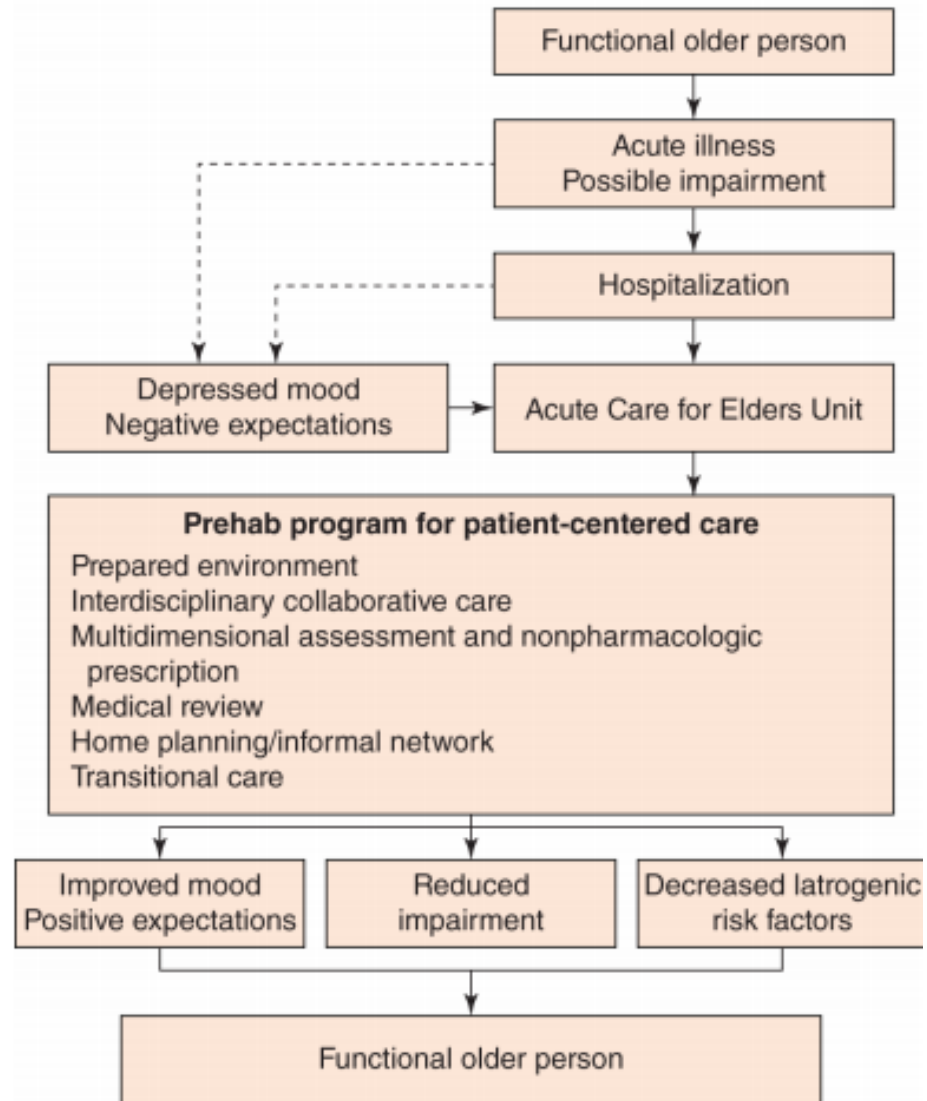 Functional older person
Acute illness
Possible impairment
Hospitalization
Depressed mood
Negative expectations
Acute Care for Elders Unit
Prehab program for patient-centered care
Prepared environment
Interdisciplinary collaborative care
Multidimensional assessment and nonpharmacologic
prescription
Medical review
Home planning/informal network
Transitional care
Improved mood
Positive expectations
Reduced
impairment
Decreased Iatrogenic
risk factors
Functional older person